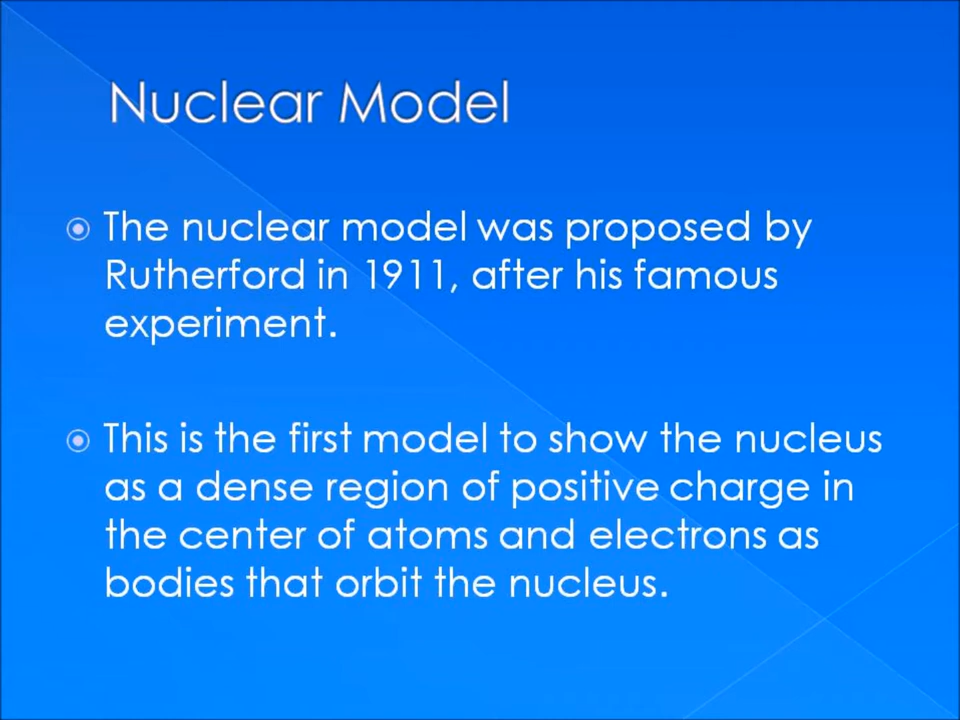 Nuclear Model
The nuclear model was proposed by
Rutherford in 1911, after his famous
experiment.
This is the first model to show the nucleus
as a dense region of positive charge in
the center of atoms and electrons as
bodies that orbit the nucleus.